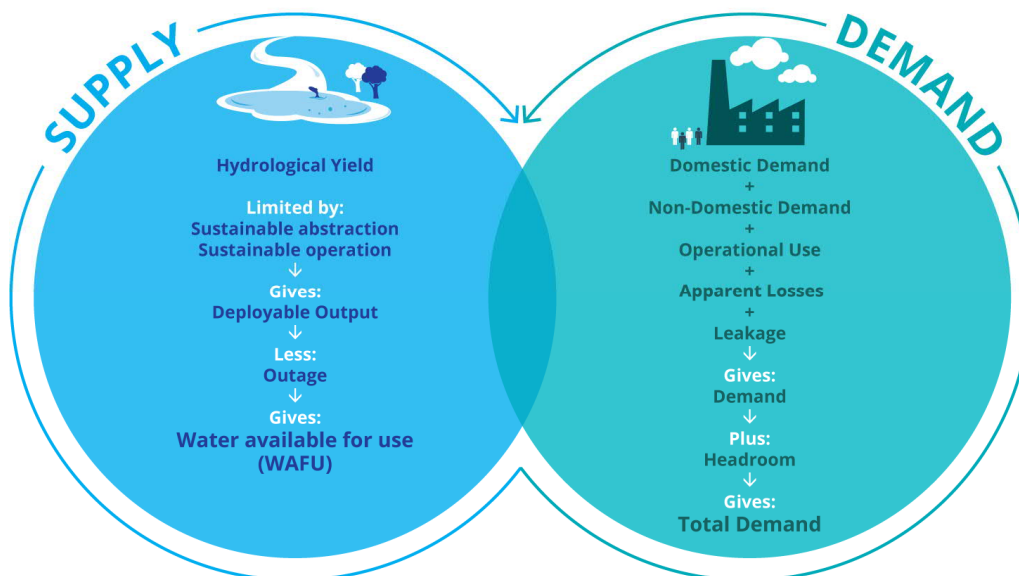 SUPPLY
Hydrological Yield
Limited by:
Sustainable abstraction
Sustainable operation
↓
Gives:
Deployable Output
↓
Less:
Outage
↓
Gives:
Water available for use
(WAFU)
DEMAND
Domestic Demand
+
Non-Domestic Demand
+
Operational Use
+
Apparent Losses
+
Leakage
↓
Gives:
Demand
↓
Plus:
Headroom
↓
Gives:
Total Demand